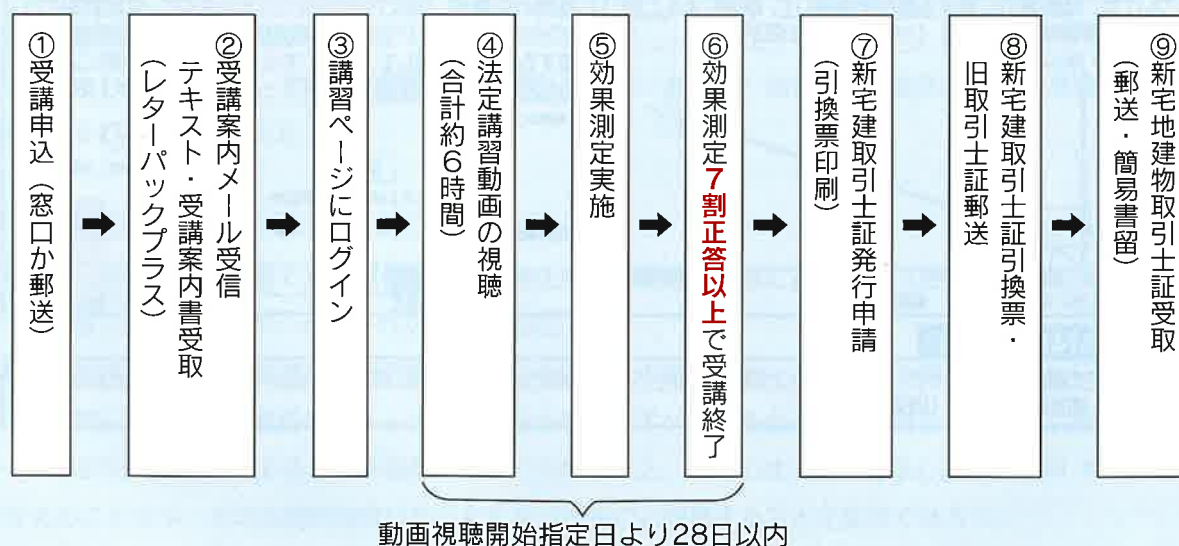 ①受講申込（窓口か郵送）
②受講案内メール受信
テキスト・受講案内書受取
（レターパックプラス）
③講習ページにログイン
④法定講習動画の視聴
（合計約6時間）
⑤効果測定実施
⑥効果測定7割正答以上で受講終了
⑦新宅建取引士証発行申請
（引換票印刷）
⑧新宅建取引士証引換票・
旧取引士証郵送
⑨新宅地建物取引士証受取
（郵送・簡易書留）
動画視聴開始指定日より28日以内